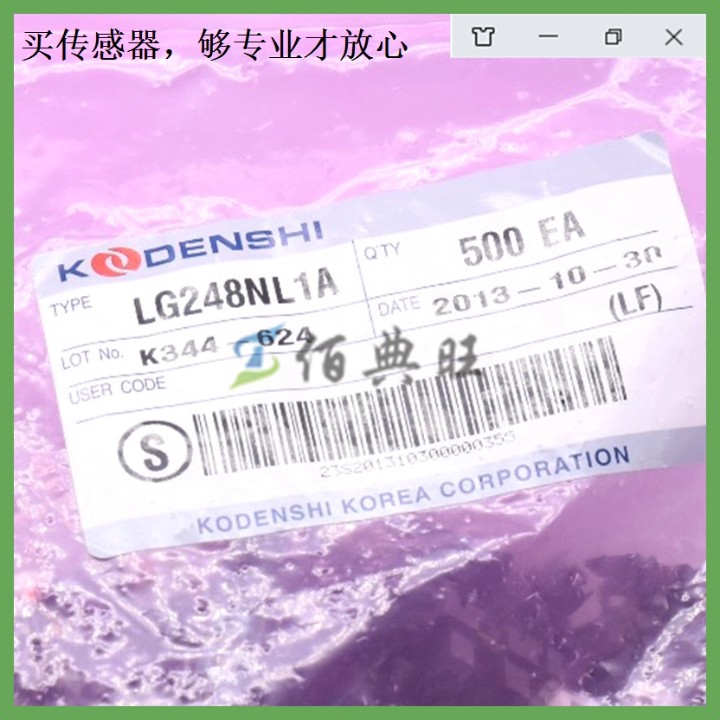 买传感器，够专业才放心
KODENSHI
TYPE LG248NL1A
QTY 500 EA
LOT No. K344 624
DATE 2013-10-30
(LF)
佰典旺
USER CODE
S
23S201310300000355
KODENSHI KOREA CORPORATION